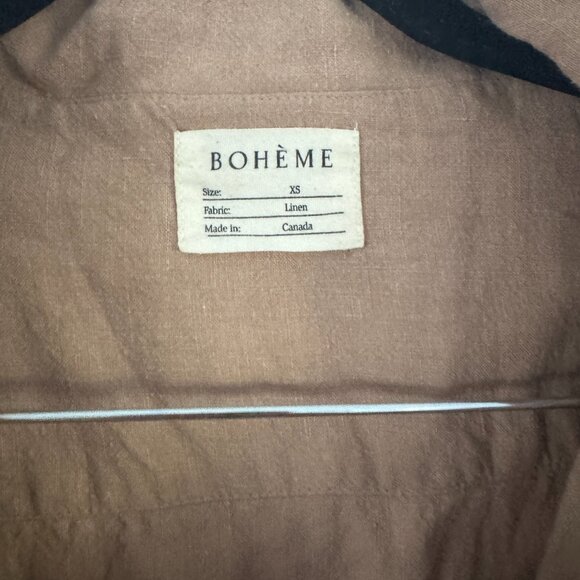 BOHÈME
Size: XS
Fabric: Linen
Made in: Canada